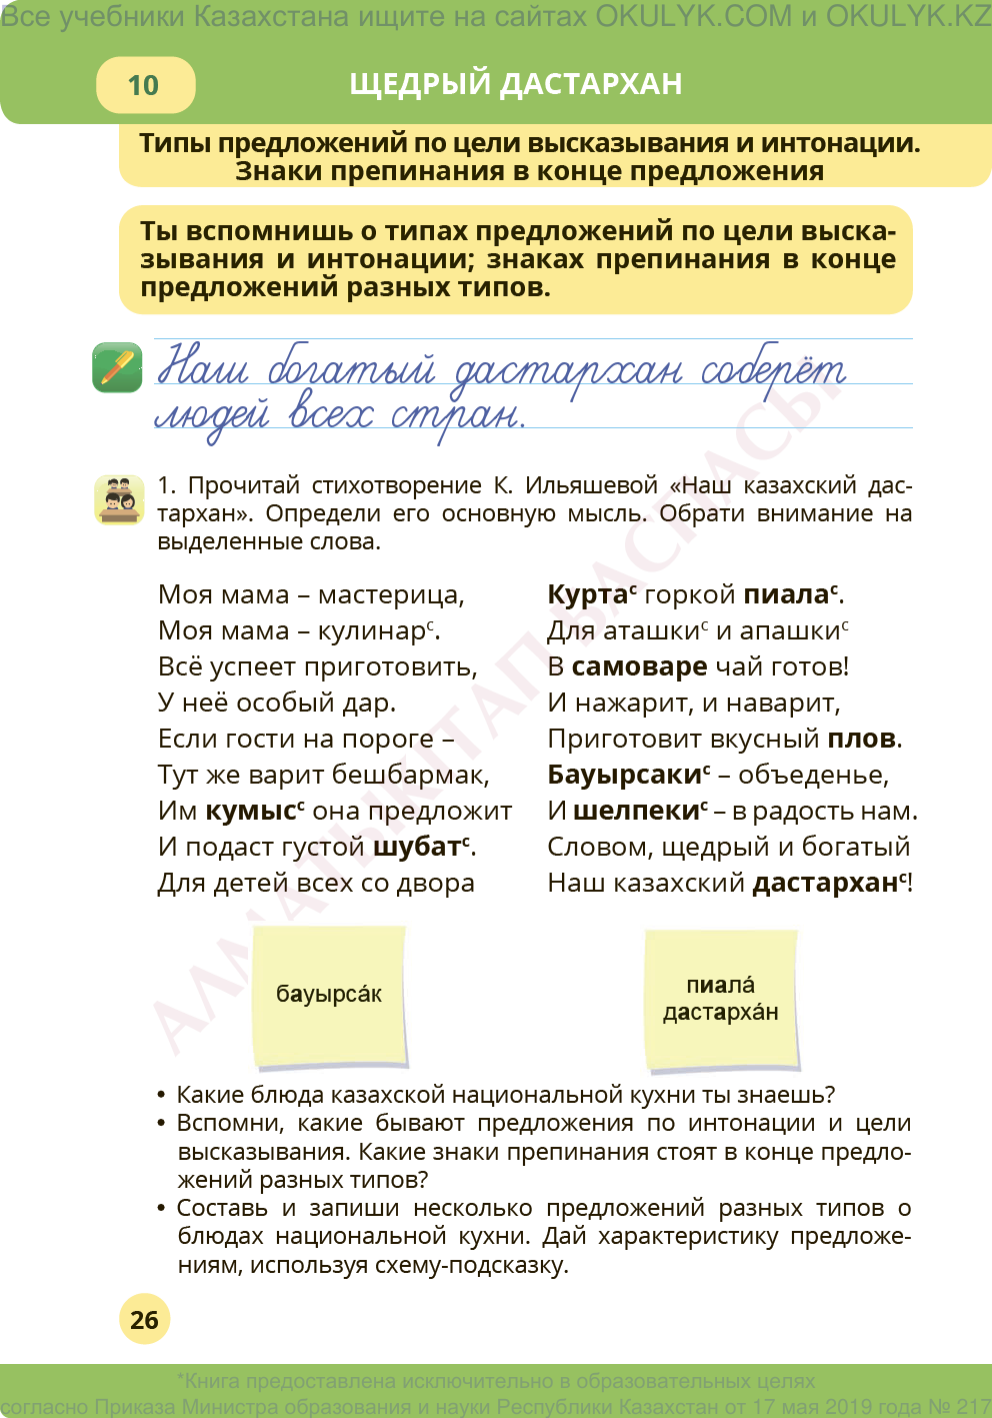 Все учебники Казахстана ищите на сайтах OKULYK.COM и OKULYK.KZ
10
ЩЕДРЫЙ ДАСТАРХАН
Типы предложений по цели высказывания и интонации.
Знаки препинания в конце предложения
Ты вспомнишь о типах предложений по цели выска-
зывания и интонации; знаках препинания в конце
предложений разных типов.
Наш богатый дастархан соберёт
людей всех стран.
1. Прочитай стихотворение К. Ильяшевой «Наш казахский дас-
тархан». Определи его основную мысль. Обрати внимание на
выделенные слова.
Моя мама – мастерица,
Моя мама – кулинарᶜ.
Всё успеет приготовить,
У неё особый дар.
Если гости на пороге –
Тут же варит бешбармак,
Им кумысᶜ она предложит
И подаст густой шубатᶜ.
Для детей всех со двора
Куртаᶜ горкой пиалаᶜ.
Для аташкиᶜ и апашкиᶜ
В самоваре чай готов!
И нажарит, и наварит,
Приготовит вкусный плов.
Бауырсакиᶜ – объеденье,
И шелпекиᶜ – в радость нам.
Словом, щедрый и богатый
Наш казахский дастарханᶜ!
бауырсáк
пиалá
дастархáн
• Какие блюда казахской национальной кухни ты знаешь?
• Вспомни, какие бывают предложения по интонации и цели
высказывания. Какие знаки препинания стоят в конце предло-
жений разных типов?
• Составь и запиши несколько предложений разных типов о
блюдах национальной кухни. Дай характеристику предложе-
ниям, используя схему-подсказку.
26
АЛМАТЫКІТАП БАСПАСЫ
*Книга предоставлена исключительно в образовательных целях
согласно Приказа Министра образования и науки Республики Казахстан от 17 мая 2019 года № 217